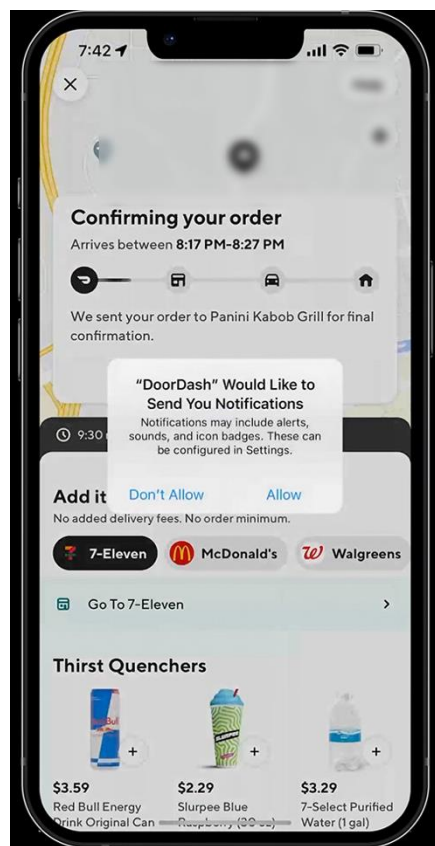 7:42
Confirming your order
Arrives between 8:17 PM-8:27 PM
We sent your order to Panini Kabob Grill for final
confirmation.
"DoorDash" Would Like to
Send You Notifications
Notifications may include alerts,
sounds, and icon badges. These can
be configured in Settings.
Don't Allow Allow
9:30
Add it
No added delivery fees. No order minimum.
7-Eleven McDonald's Walgreens
Go To 7-Eleven
Thirst Quenchers
$3.59 $2.29 $3.29
Red Bull Energy Slurpee Blue 7-Select Purified
Drink Original Can Raspberry (30 oz) Water (1 gal)